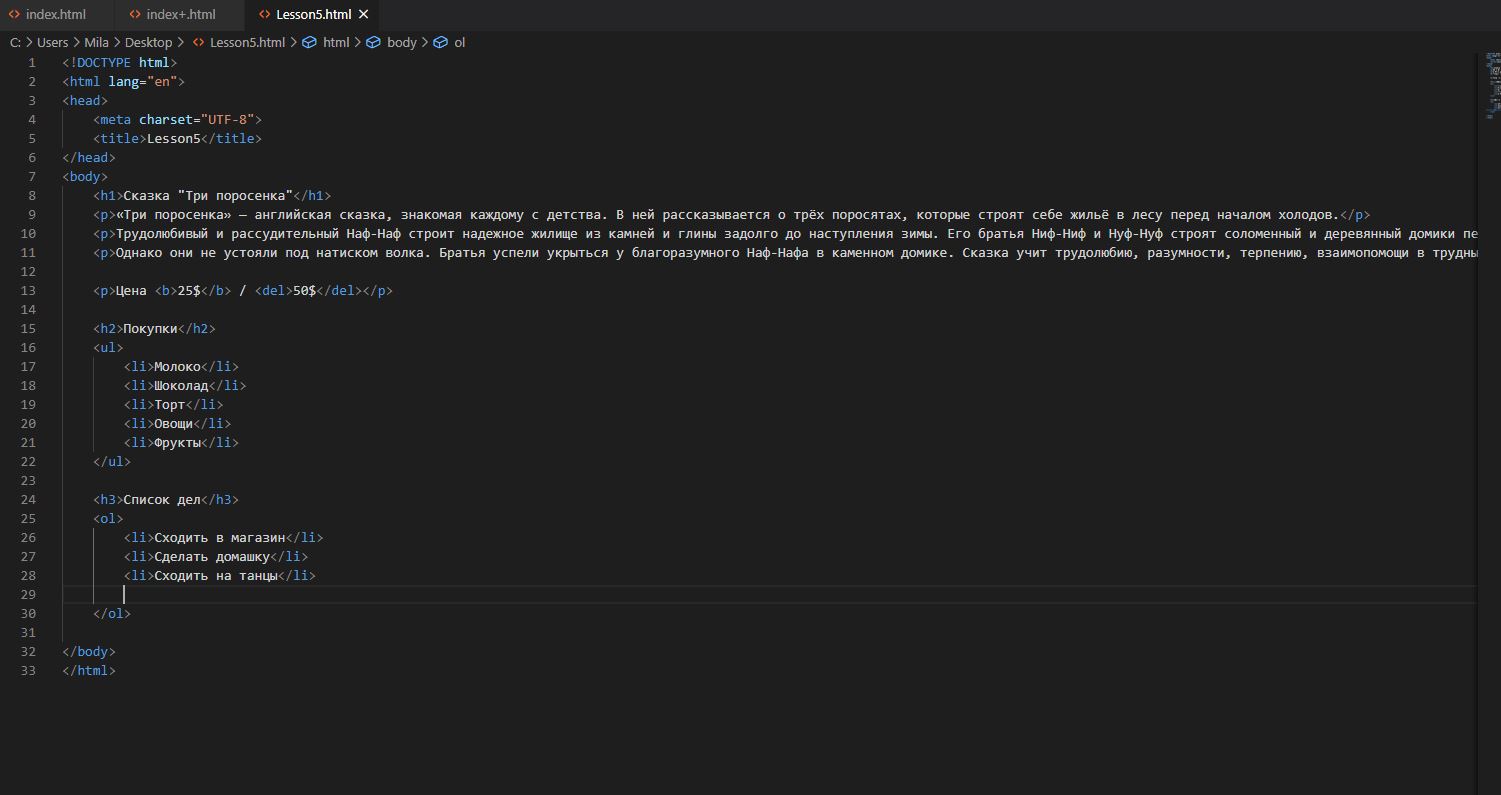 index.html index+.html Lesson5.html
C: > Users > Mila > Desktop > Lesson5.html > html > body > ol
1 <!DOCTYPE html>
2 <html lang="en">
3 <head>
4 <meta charset="UTF-8">
5 <title>Lesson5</title>
6 </head>
7 <body>
8 <h1>Сказка "Три поросенка"</h1>
9 <p>«Три поросенка» — английская сказка, знакомая каждому с детства. В ней рассказывается о трёх поросятах, которые строят себе жильё в лесу перед началом холодов.</p>
10 <p>Трудолюбивый и рассудительный Наф-Наф строит надежное жилище из камней и глины задолго до наступления зимы. Его братья Ниф-Ниф и Нуф-Нуф строят соломенный и деревянный домики пе
11 <p>Однако они не устояли под натиском волка. Братья успели укрыться у благоразумного Наф-Нафа в каменном домике. Сказка учит трудолюбию, разумности, терпению, взаимопомощи в трудны
12
13 <p>Цена <b>25$</b> / <del>50$</del></p>
14
15 <h2>Покупки</h2>
16 <ul>
17 <li>Молоко</li>
18 <li>Шоколад</li>
19 <li>Торт</li>
20 <li>Овощи</li>
21 <li>Фрукты</li>
22 </ul>
23
24 <h3>Список дел</h3>
25 <ol>
26 <li>Сходить в магазин</li>
27 <li>Сделать домашку</li>
28 <li>Сходить на танцы</li>
29
30 </ol>
31
32 </body>
33 </html>